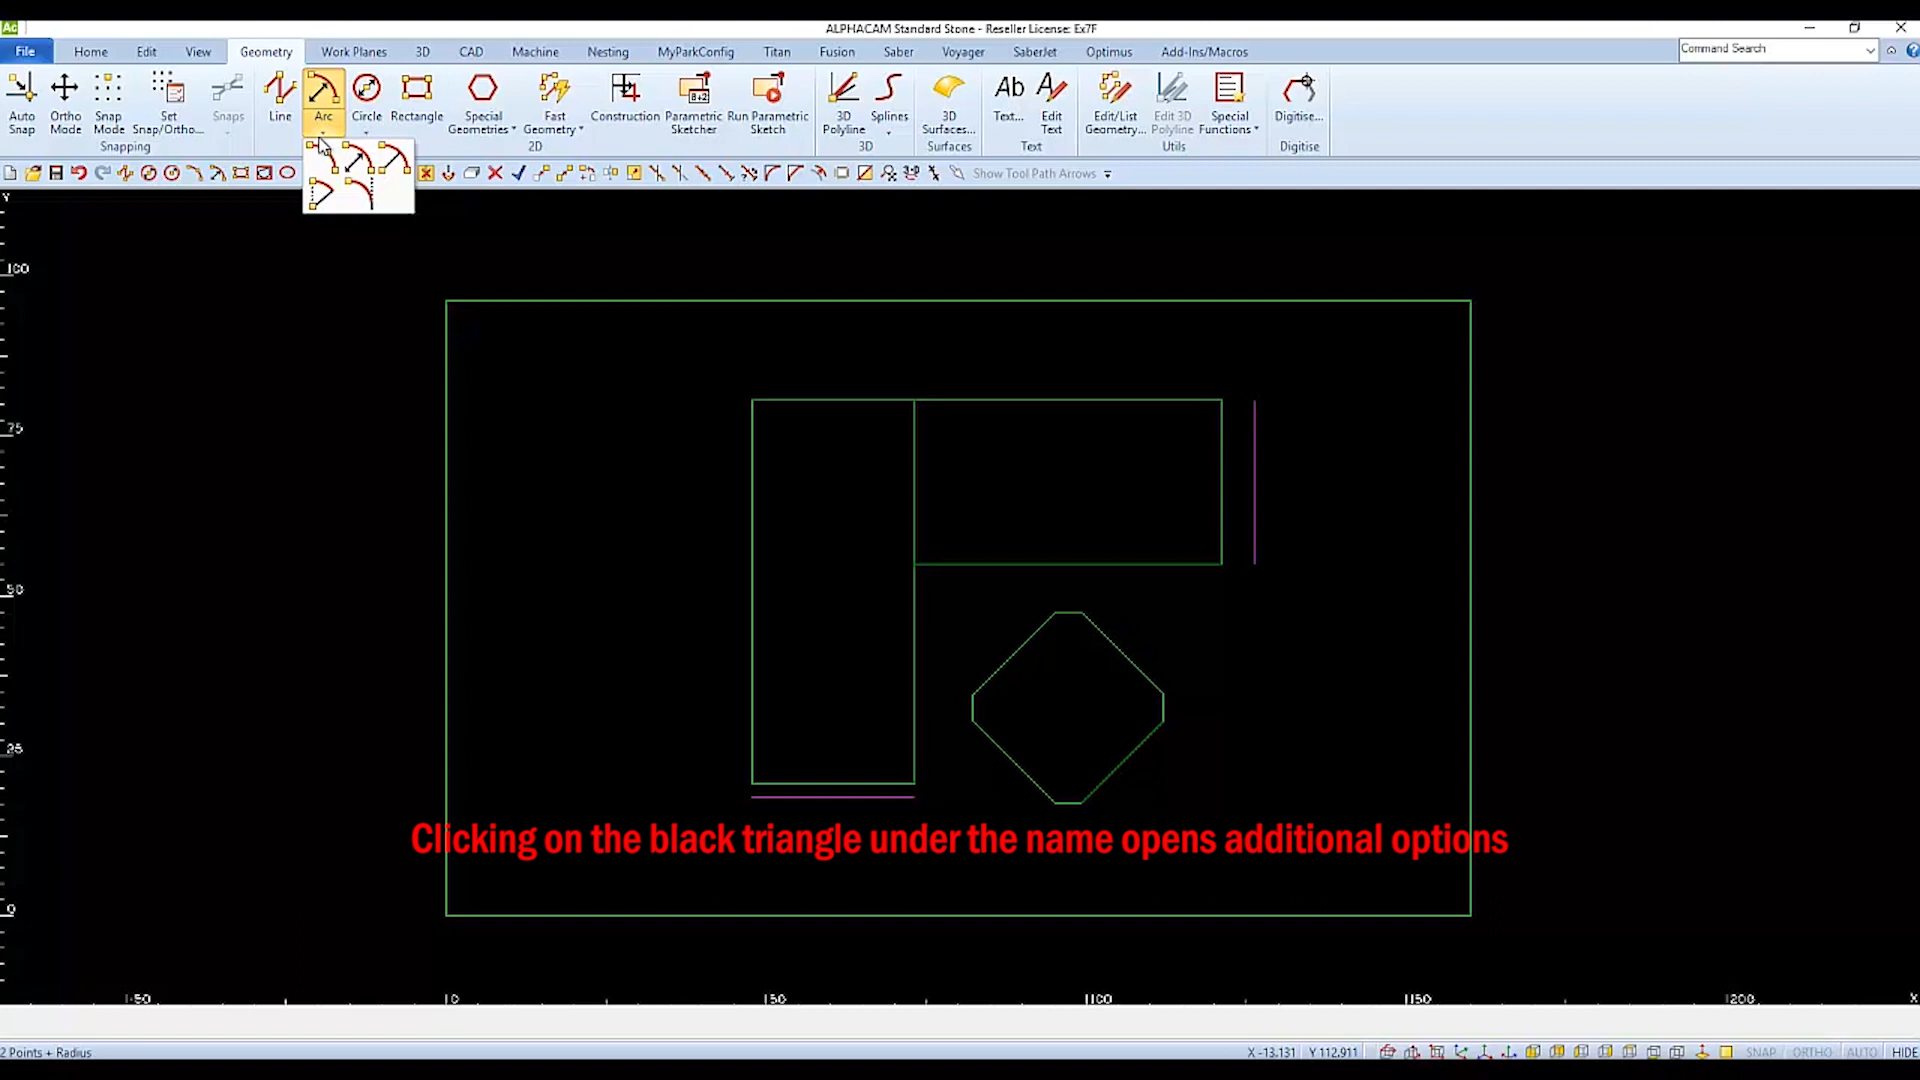 Ac
ALPHACAM Standard Stone - Reseller License: Ex7F
File Home Edit View Geometry Work Planes 3D CAD Machine Nesting MyParkConfig Titan Fusion Saber Voyager SaberJet Optimus Add-Ins/Macros
Command Search
Auto Snap
Ortho Mode
Snap Mode
Set Snap/Ortho...
Snaps
Line
Arc
Circle
Rectangle
Special Geometries
Fast Geometry
Construction
Parametric Sketcher
Run Parametric Sketch
3D Polyline
Splines
3D Surfaces...
Ab
Text...
Edit Text
Edit/List Geometry...
Edit 3D Polyline
Special Functions
Digitise...
Snapping
2D
3D
Surfaces
Text
Utils
Digitise
Show Tool Path Arrows
Y
100
75
50
25
0
Clicking on the black triangle under the name opens additional options
-50
0
50
100
150
200
X
2 Points + Radius
X -13.131 Y 112.911
SNAP ORTHO AUTO HIDE